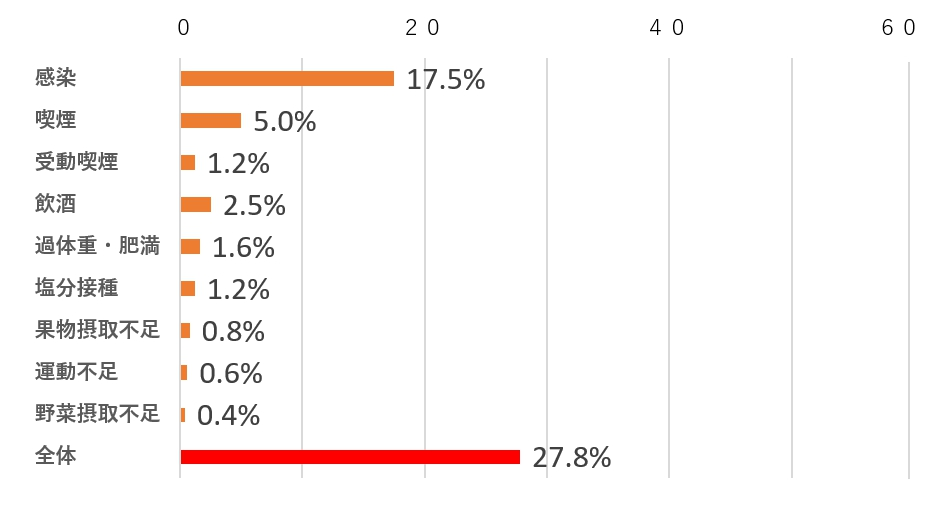 0 20 40 60
感染 17.5%
喫煙 5.0%
受動喫煙 1.2%
飲酒 2.5%
過体重・肥満 1.6%
塩分接種 1.2%
果物摂取不足 0.8%
運動不足 0.6%
野菜摂取不足 0.4%
全体 27.8%